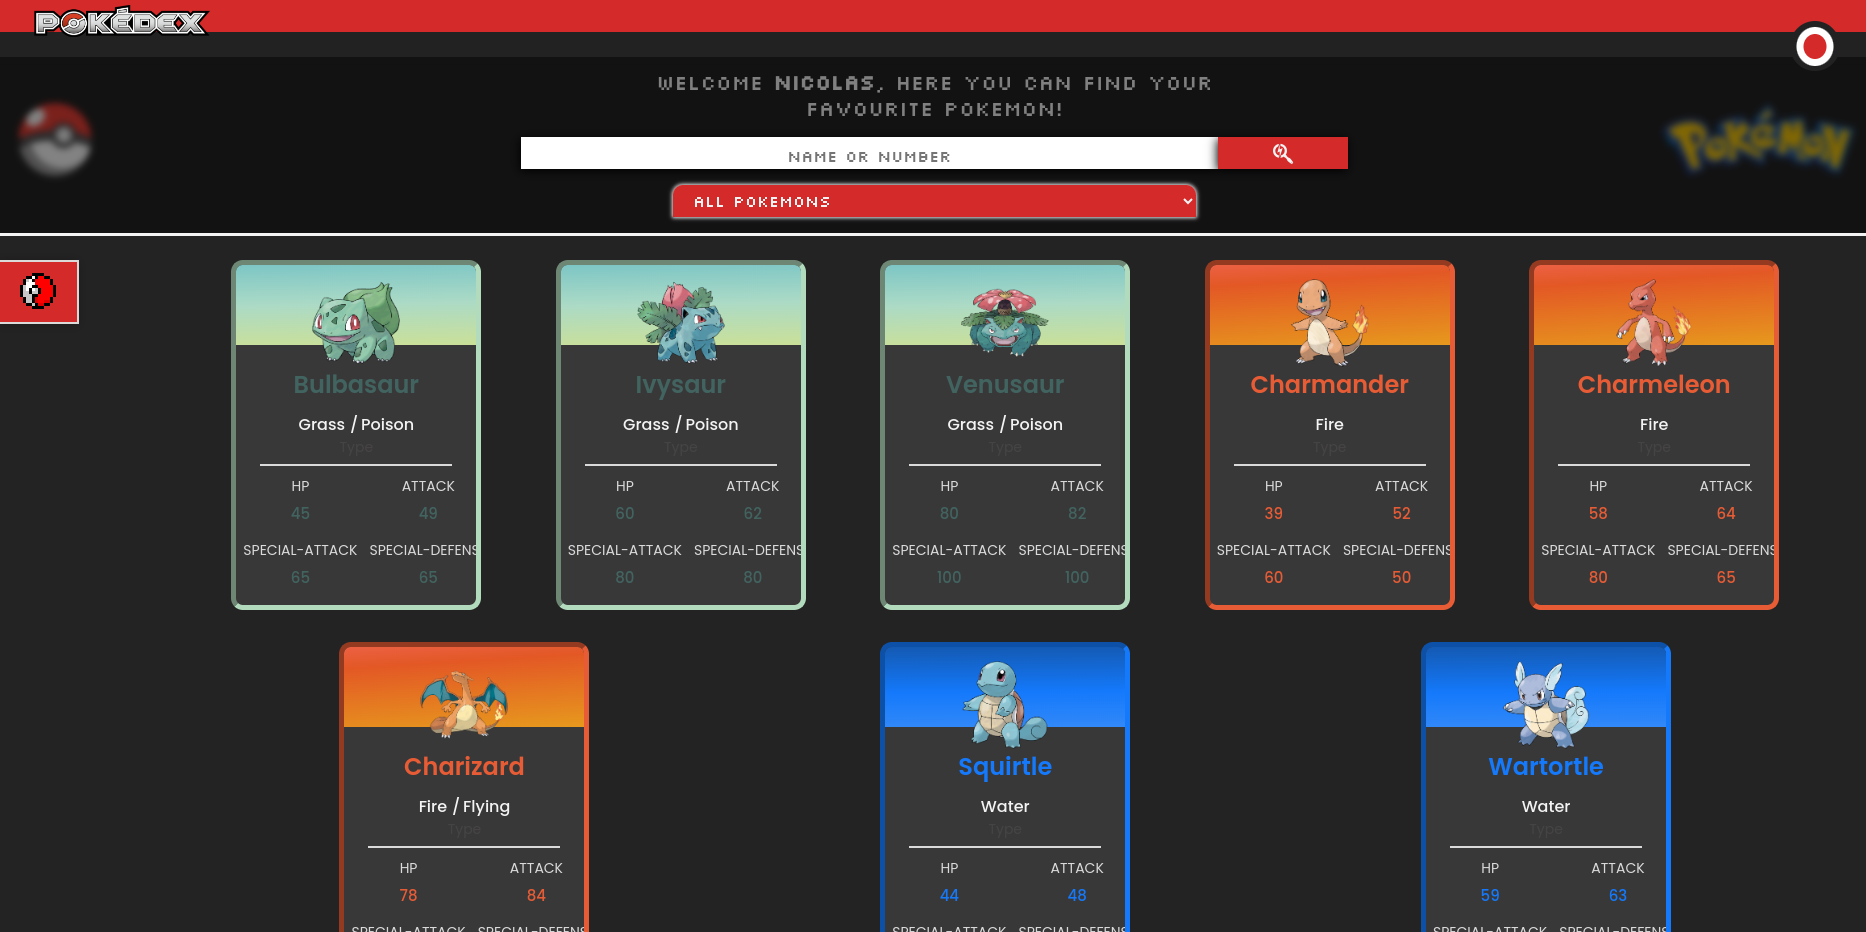 POKÉDEX
WELCOME NICOLAS, HERE YOU CAN FIND YOUR
FAVOURITE POKEMON!
POKéMON
NAME OR NUMBER
ALL POKEMONS
Bulbasaur
Grass / Poison
Type
HP ATTACK
45 49
SPECIAL-ATTACK SPECIAL-DEFENS
65 65
Ivysaur
Grass / Poison
Type
HP ATTACK
60 62
SPECIAL-ATTACK SPECIAL-DEFENS
80 80
Venusaur
Grass / Poison
Type
HP ATTACK
80 82
SPECIAL-ATTACK SPECIAL-DEFENS
100 100
Charmander
Fire
Type
HP ATTACK
39 52
SPECIAL-ATTACK SPECIAL-DEFENS
60 50
Charmeleon
Fire
Type
HP ATTACK
58 64
SPECIAL-ATTACK SPECIAL-DEFENS
80 65
Charizard
Fire / Flying
Type
HP ATTACK
78 84
SPECIAL-ATTACK SPECIAL-DEFENS
Squirtle
Water
Type
HP ATTACK
44 48
SPECIAL-ATTACK SPECIAL-DEFENS
Wartortle
Water
Type
HP ATTACK
59 63
SPECIAL-ATTACK SPECIAL-DEFENS